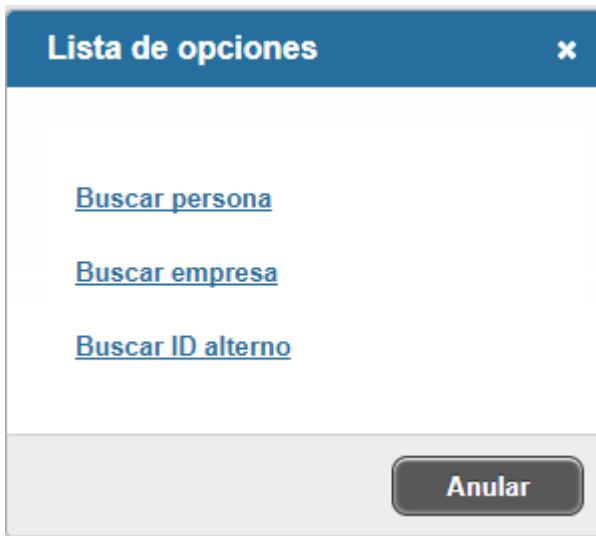 Lista de opciones
Buscar persona
Buscar empresa
Buscar ID alterno
Anular